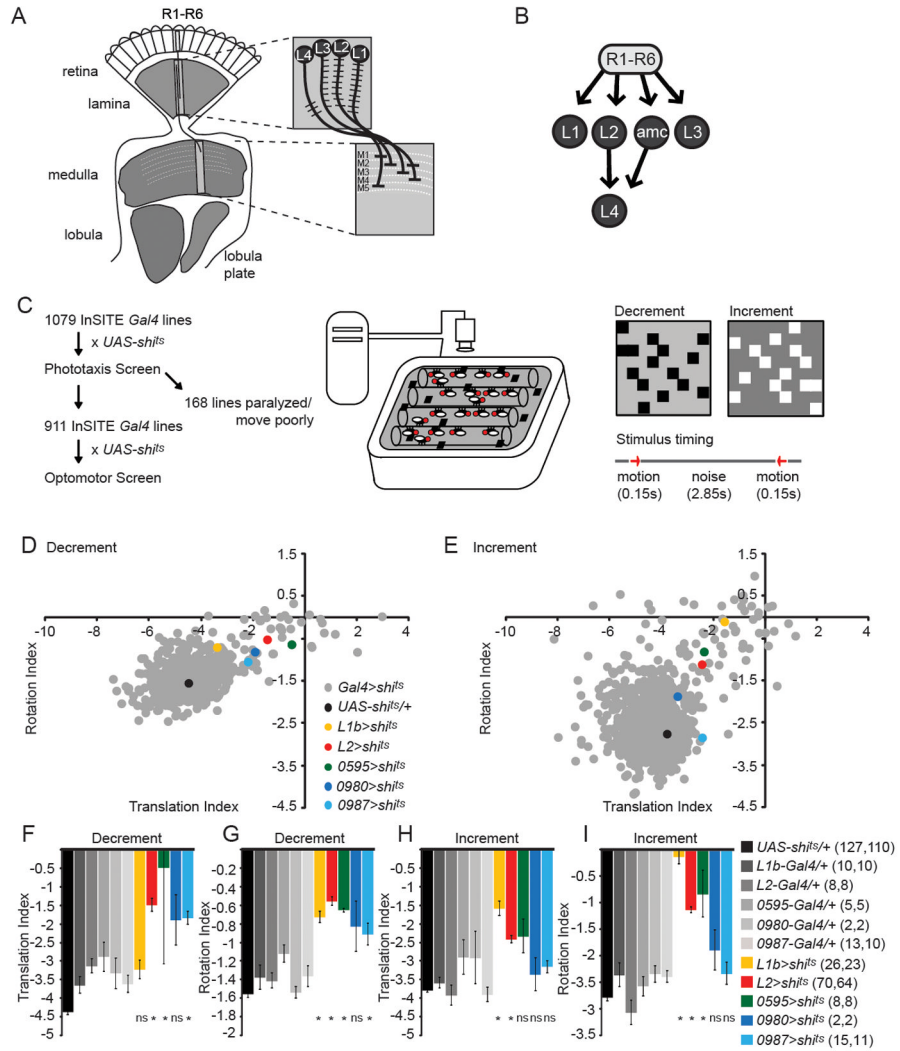 A
R1-R6
retina
lamina
medulla
lobula
lobula
plate
L4
L3
L2
L1
M1
M2
M3
M4
M5
B
R1-R6
L1
L2
amc
L3
L4
C
1079 InSITE Gal4 lines
x UAS-shits
Phototaxis Screen
168 lines paralyzed/
move poorly
911 InSITE Gal4 lines
x UAS-shits
Optomotor Screen
Decrement
Increment
Stimulus timing
motion
(0.15s)
noise
(2.85s)
motion
(0.15s)
D
Decrement
1.5
0.5
-10
-8
-6
-4
-2
0
2
4
-0.5
-1.5
-2.5
-3.5
-4.5
Rotation Index
Translation Index
Gal4>shits
UAS-shits/+
L1b>shits
L2>shits
0595>shits
0980>shits
0987>shits
E
Increment
1.5
0.5
-10
-8
-6
-4
-2
0
2
4
-0.5
-1.5
-2.5
-3.5
-4.5
Rotation Index
Translation Index
F
Decrement
Translation Index
-0.5
-1
-1.5
-2
-2.5
-3
-3.5
-4
-4.5
-5
ns * * ns *
G
Decrement
Rotation Index
-0.2
-0.4
-0.6
-0.8
-1
-1.2
-1.4
-1.6
-1.8
-2
* * * ns *
H
Increment
Translation Index
-0.5
-1
-1.5
-2
-2.5
-3
-3.5
-4
-4.5
-5
* * ns ns ns
I
Increment
Rotation Index
-0.5
-1
-1.5
-2
-2.5
-3
-3.5
* * * ns ns
UAS-shits/+ (127,110)
L1b-Gal4/+ (10,10)
L2-Gal4/+ (8,8)
0595-Gal4/+ (5,5)
0980-Gal4/+ (2,2)
0987-Gal4/+ (13,10)
L1b>shits (26,23)
L2>shits (70,64)
0595>shits (8,8)
0980>shits (2,2)
0987>shits (15,11)